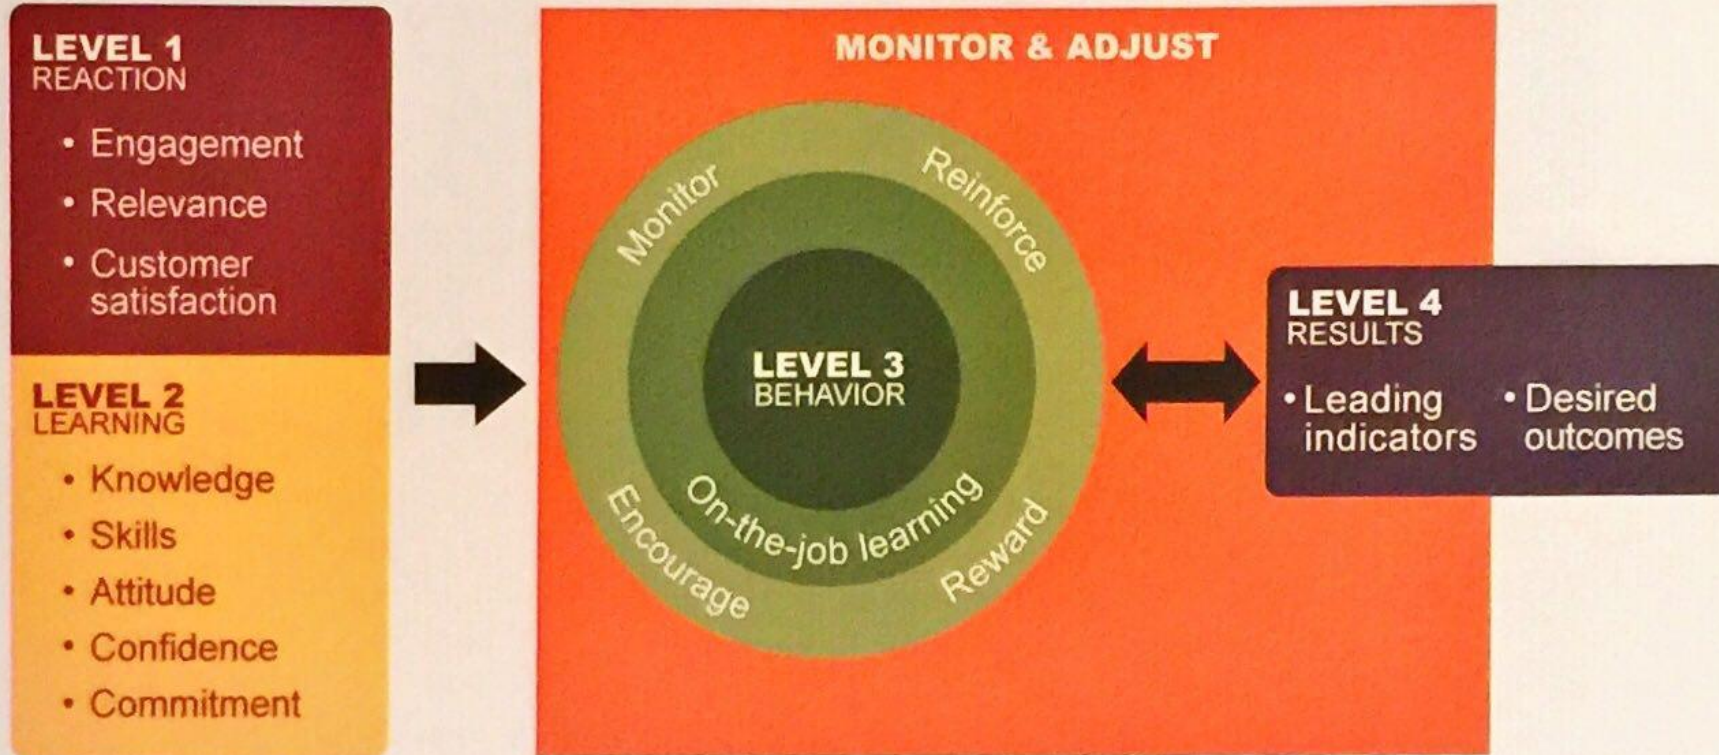 LEVEL 1
REACTION
• Engagement
• Relevance
• Customer
satisfaction
LEVEL 2
LEARNING
• Knowledge
• Skills
• Attitude
• Confidence
• Commitment
MONITOR & ADJUST
Monitor
Reinforce
LEVEL 3
BEHAVIOR
On-the-job learning
Encourage
Reward
LEVEL 4
RESULTS
• Leading
indicators
• Desired
outcomes